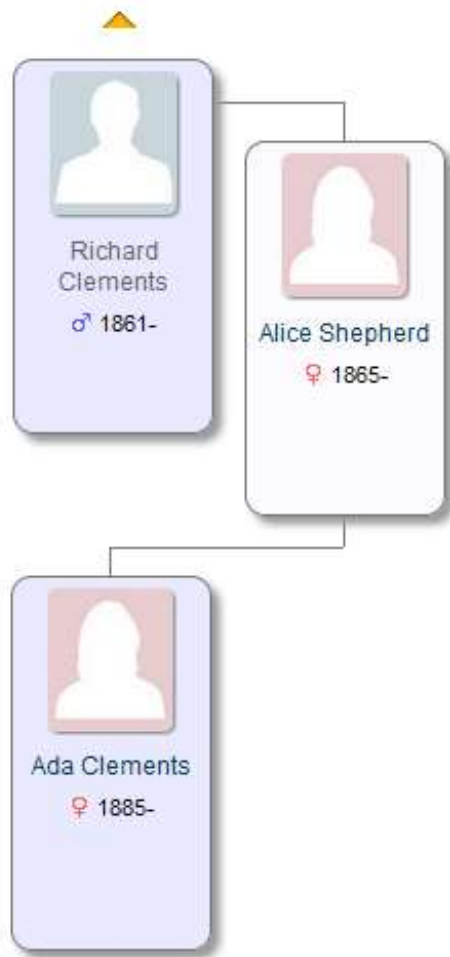 Richard
Clements
♂ 1861-
Alice Shepherd
♀ 1865-
Ada Clements
♀ 1885-